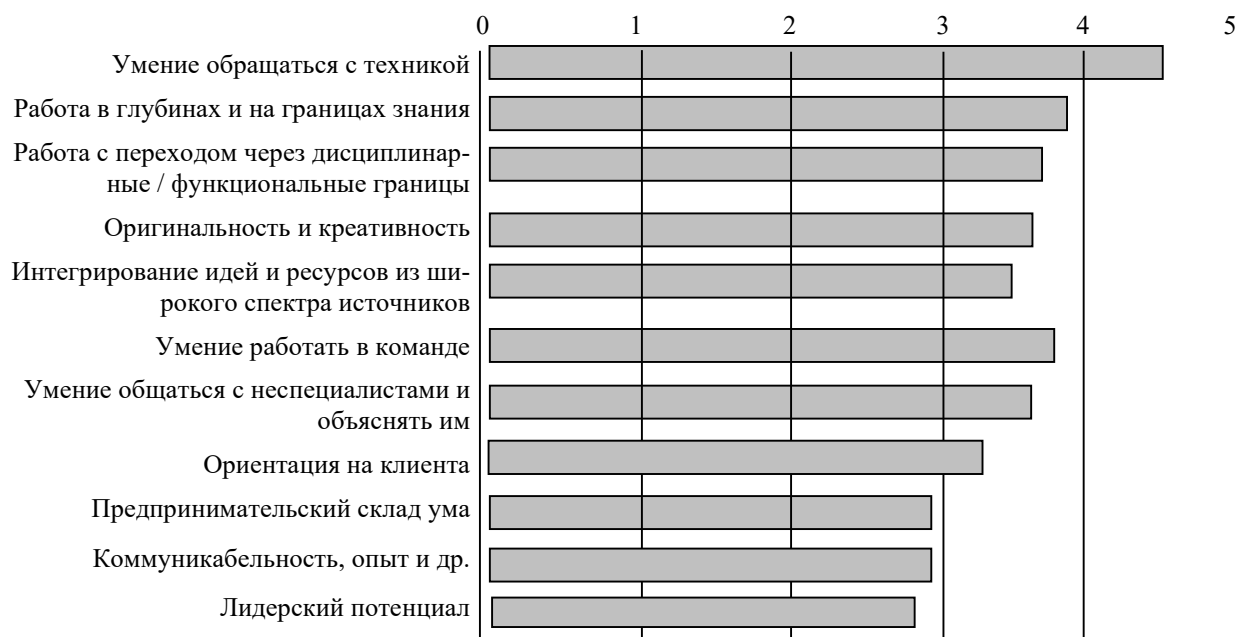 0 1 2 3 4 5
Умение обращаться с техникой
Работа в глубинах и на границах знания
Работа с переходом через дисциплинар-
ные / функциональные границы
Оригинальность и креативность
Интегрирование идей и ресурсов из ши-
рокого спектра источников
Умение работать в команде
Умение общаться с неспециалистами и
объяснять им
Ориентация на клиента
Предпринимательский склад ума
Коммуникабельность, опыт и др.
Лидерский потенциал